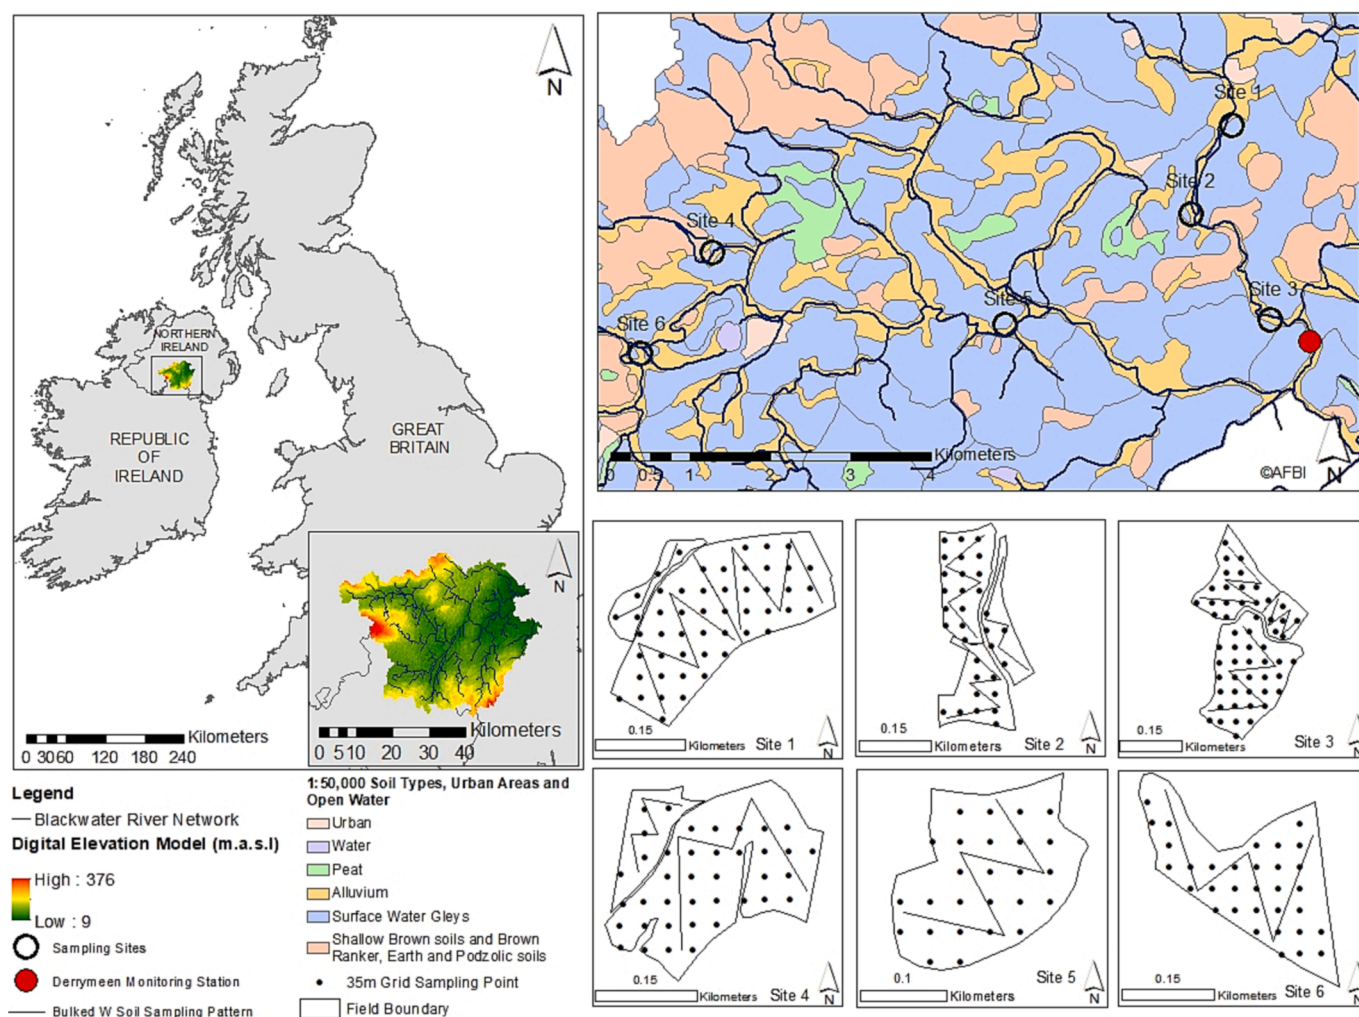 N
NORTHERN
IRELAND
REPUBLIC
OF
IRELAND
GREAT
BRITAIN
Kilometers
0 30 60 120 180 240
N
Kilometers
0 5 10 20 30 40
Site 1
Site 2
Site 3
Site 4
Site 5
Site 6
Kilometers
0 0.5 1 2 3 4
©AFBI
N
0.15
Kilometers Site 1
N
0.15
Kilometers Site 2
N
0.15
Kilometers Site 3
N
0.15
Kilometers Site 4
N
0.1
Kilometers Site 5
N
0.15
Kilometers Site 6
N
Legend
Blackwater River Network
Digital Elevation Model (m.a.s.l)
High : 376
Low : 9
Sampling Sites
Derrymeen Monitoring Station
Bulked W Soil Sampling Pattern
1:50,000 Soil Types, Urban Areas and
Open Water
Urban
Water
Peat
Alluvium
Surface Water Gleys
Shallow Brown soils and Brown
Ranker, Earth and Podzolic soils
35m Grid Sampling Point
Field Boundary